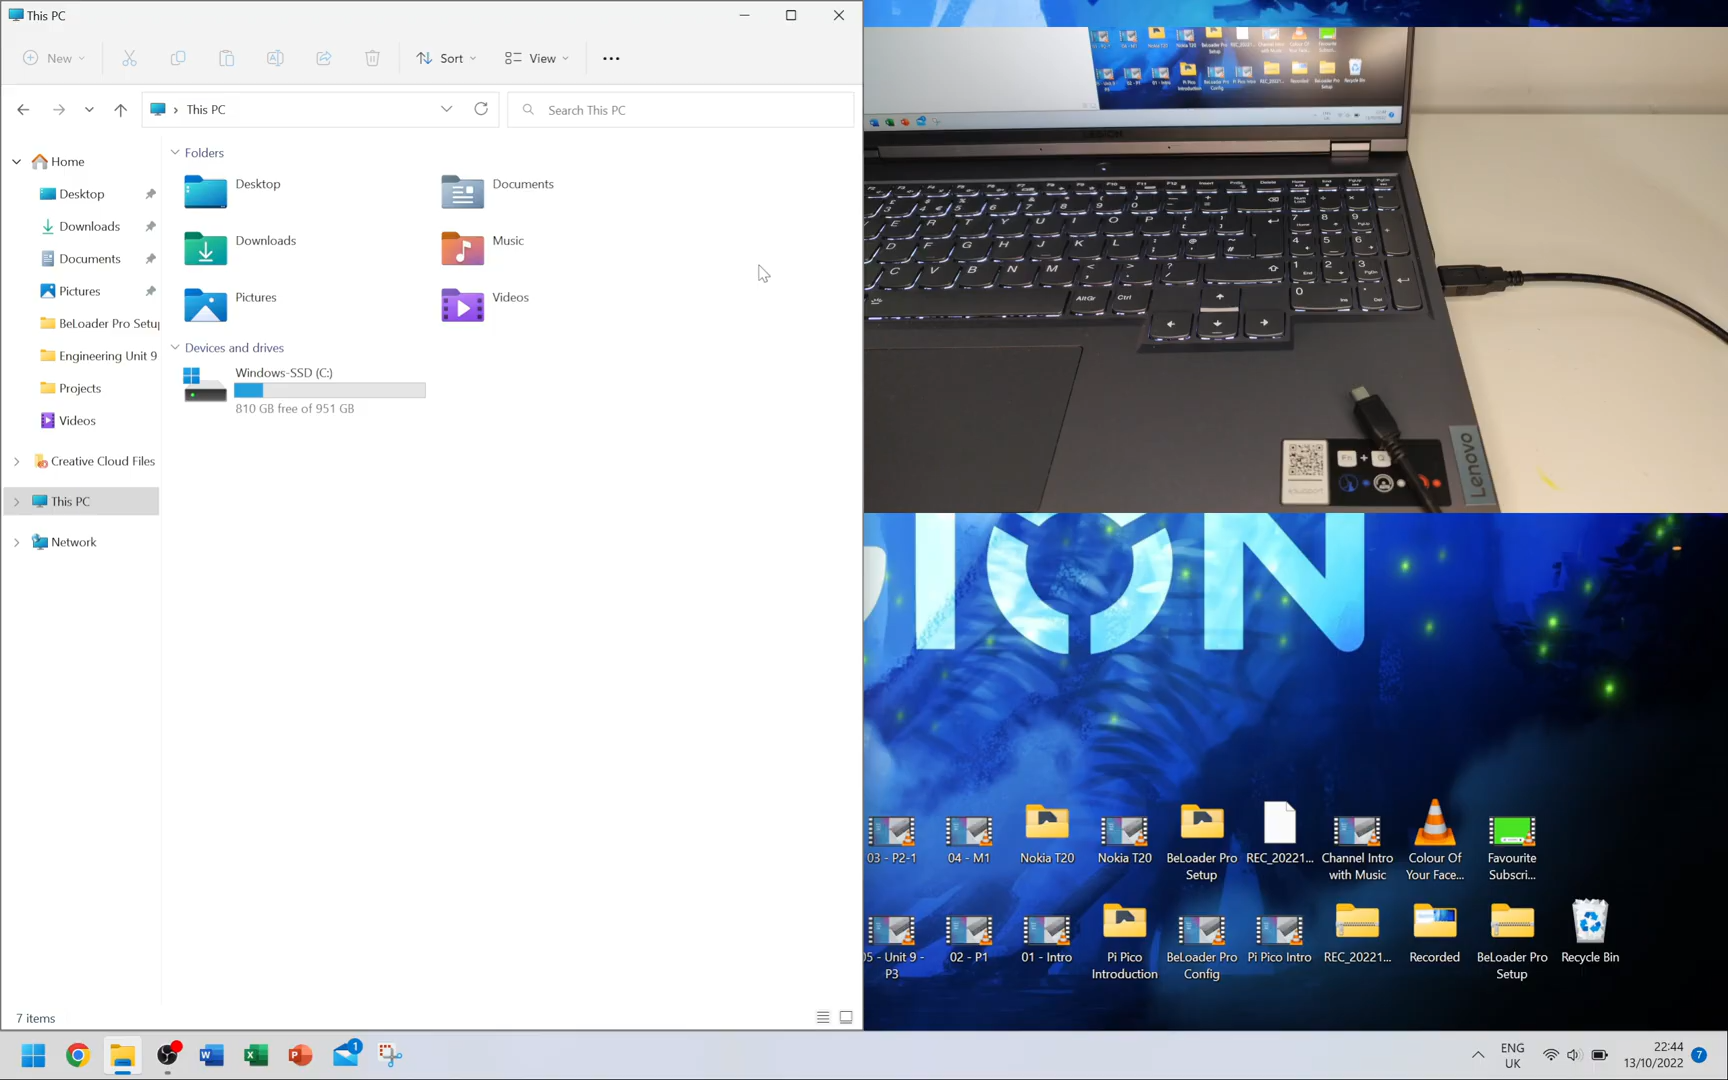 This PC
New
Sort
View
This PC
Search This PC
Home
Desktop
Downloads
Documents
Pictures
BeLoader Pro Setup
Engineering Unit 9
Projects
Videos
Creative Cloud Files
This PC
Network
Folders
Desktop
Documents
Downloads
Music
Pictures
Videos
Devices and drives
Windows-SSD (C:)
810 GB free of 951 GB
7 items
LEGION
Lenovo
ION
03 - P2-1
04 - M1
Nokia T20
Nokia T20
BeLoader Pro
Setup
REC_20221...
Channel Intro
with Music
Colour Of
Your Face...
Favourite
Subscri...
05 - Unit 9 -
P3
02 - P1
01 - Intro
Pi Pico
Introduction
BeLoader Pro
Config
Pi Pico Intro
REC_20221...
Recorded
BeLoader Pro
Setup
Recycle Bin
1
ENG
UK
22:44
13/10/2022
7